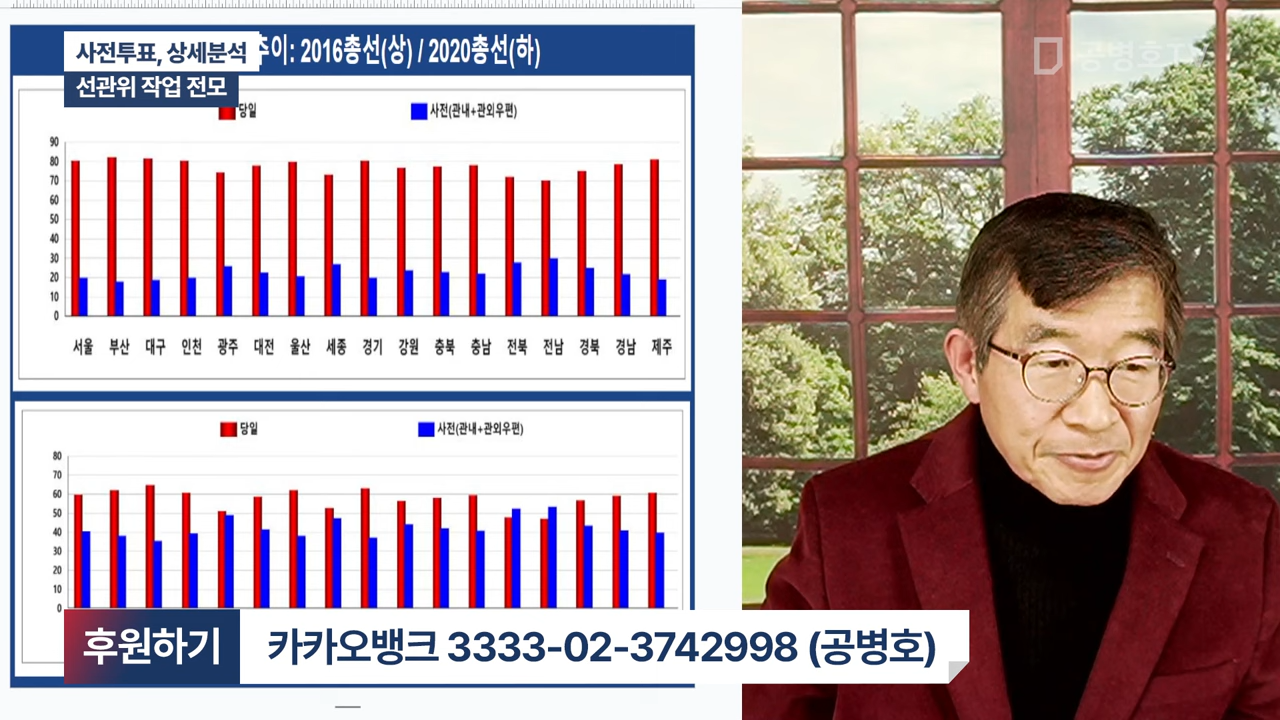 사전투표, 상세분석
추이: 2016총선(상) / 2020총선(하)
선관위 작업 전모
공병호TV
당일 사전(관내+관외우편)
90
80
70
60
50
40
30
20
10
0
서울 부산 대구 인천 광주 대전 울산 세종 경기 강원 충북 충남 전북 전남 경북 경남 제주
당일 사전(관내+관외우편)
80
70
60
50
40
30
20
10
0
후원하기 카카오뱅크 3333-02-3742998 (공병호)